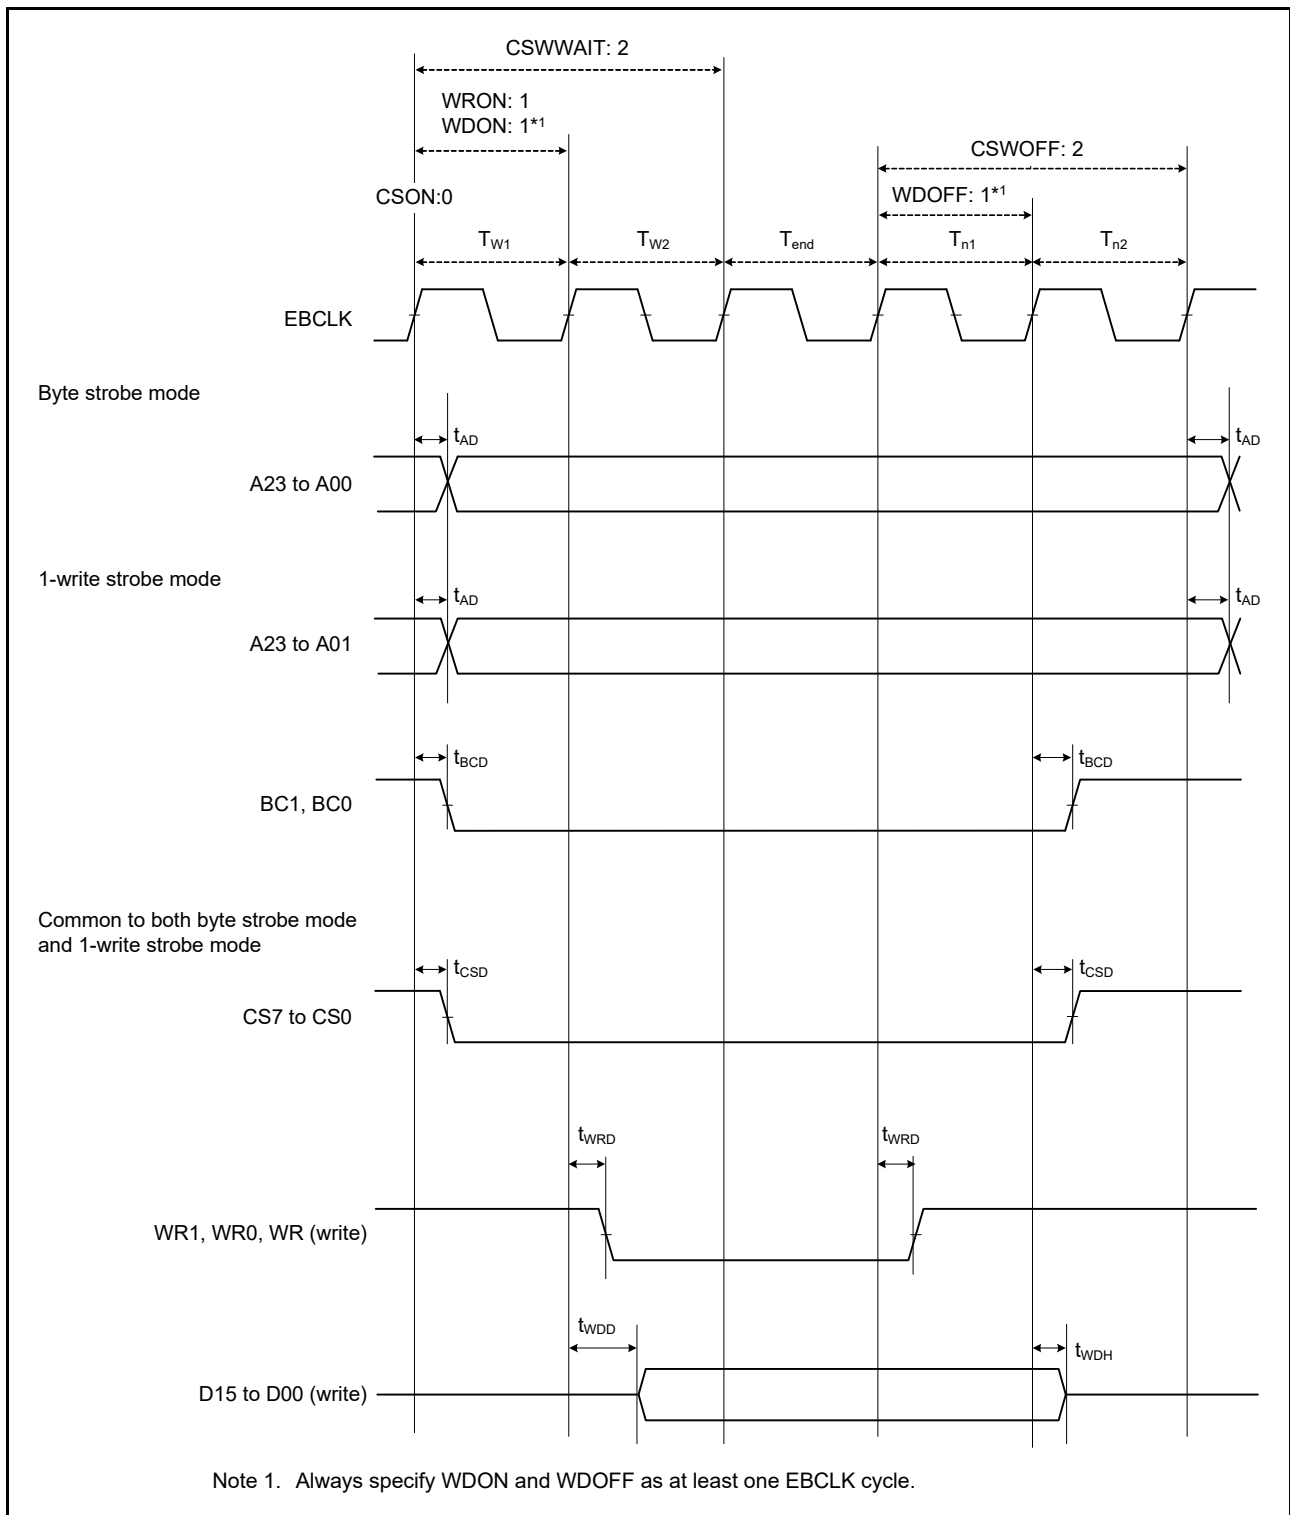 CSWWAIT: 2
WRON: 1
WDON: 1*1
CSWOFF: 2
WDOFF: 1*1
CSON:0
TW1 TW2 Tend Tn1 Tn2
EBCLK
Byte strobe mode
tAD tAD
A23 to A00
1-write strobe mode
tAD tAD
A23 to A01
tBCD tBCD
BC1, BC0
Common to both byte strobe mode
and 1-write strobe mode
tCSD tCSD
CS7 to CS0
tWRD tWRD
WR1, WR0, WR (write)
tWDD tWDH
D15 to D00 (write)
Note 1. Always specify WDON and WDOFF as at least one EBCLK cycle.